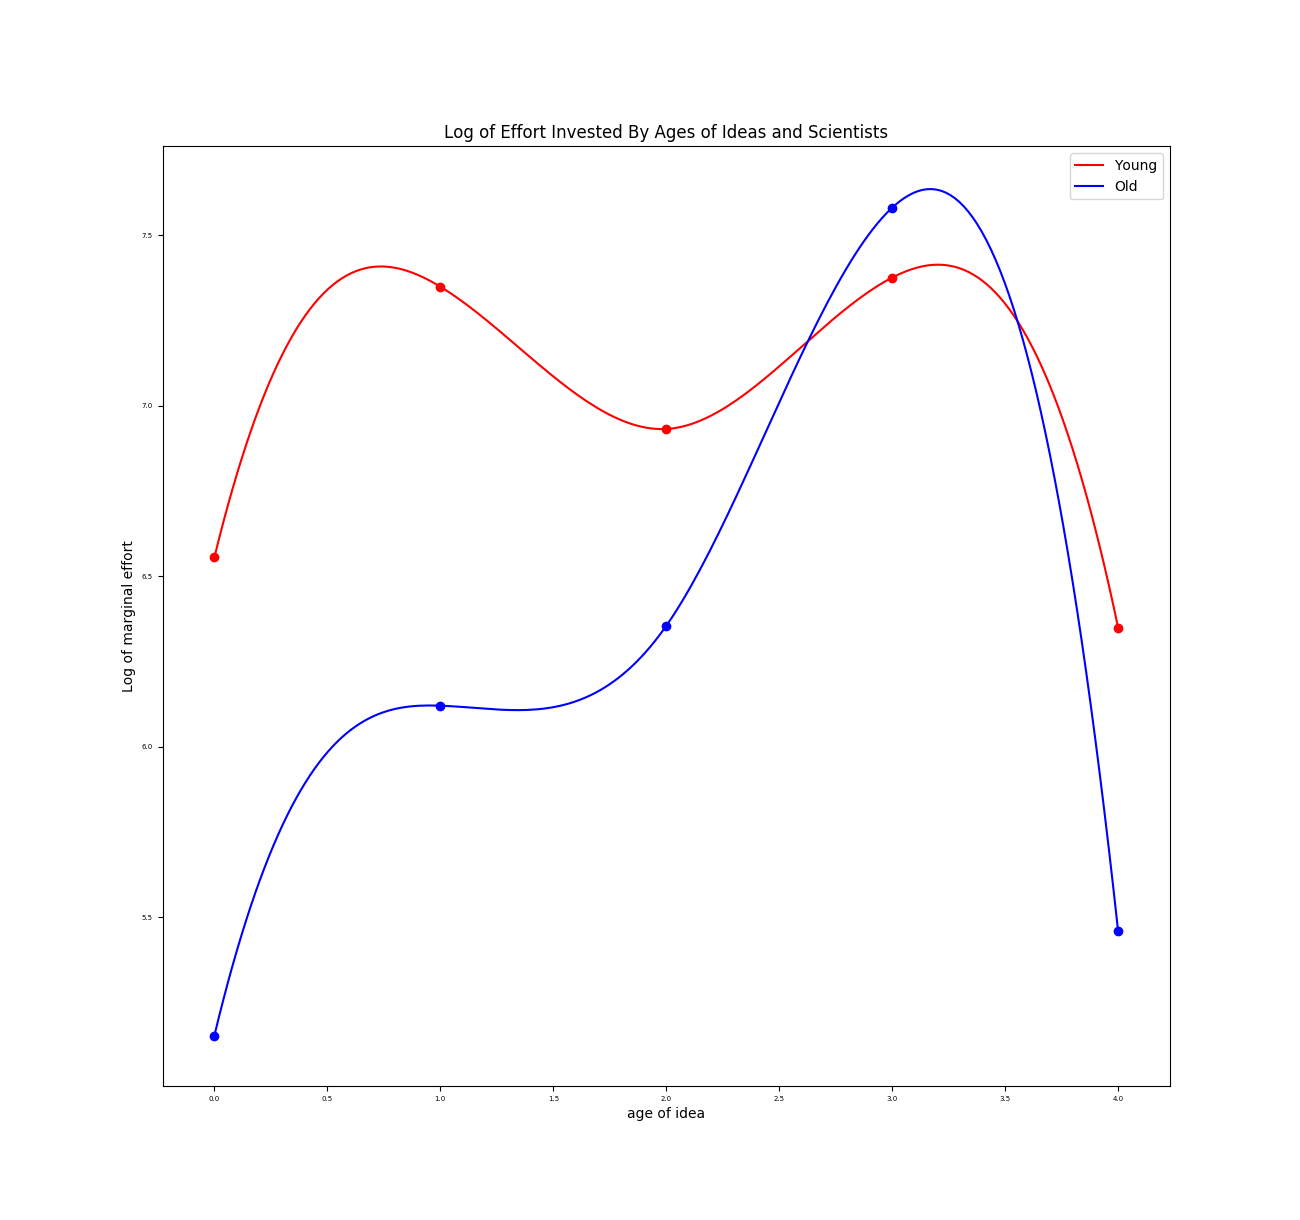 Log of Effort Invested By Ages of Ideas and Scientists
Young
Old
7.5
7.0
6.5
6.0
5.5
Log of marginal effort
0.0 0.5 1.0 1.5 2.0 2.5 3.0 3.5 4.0
age of idea